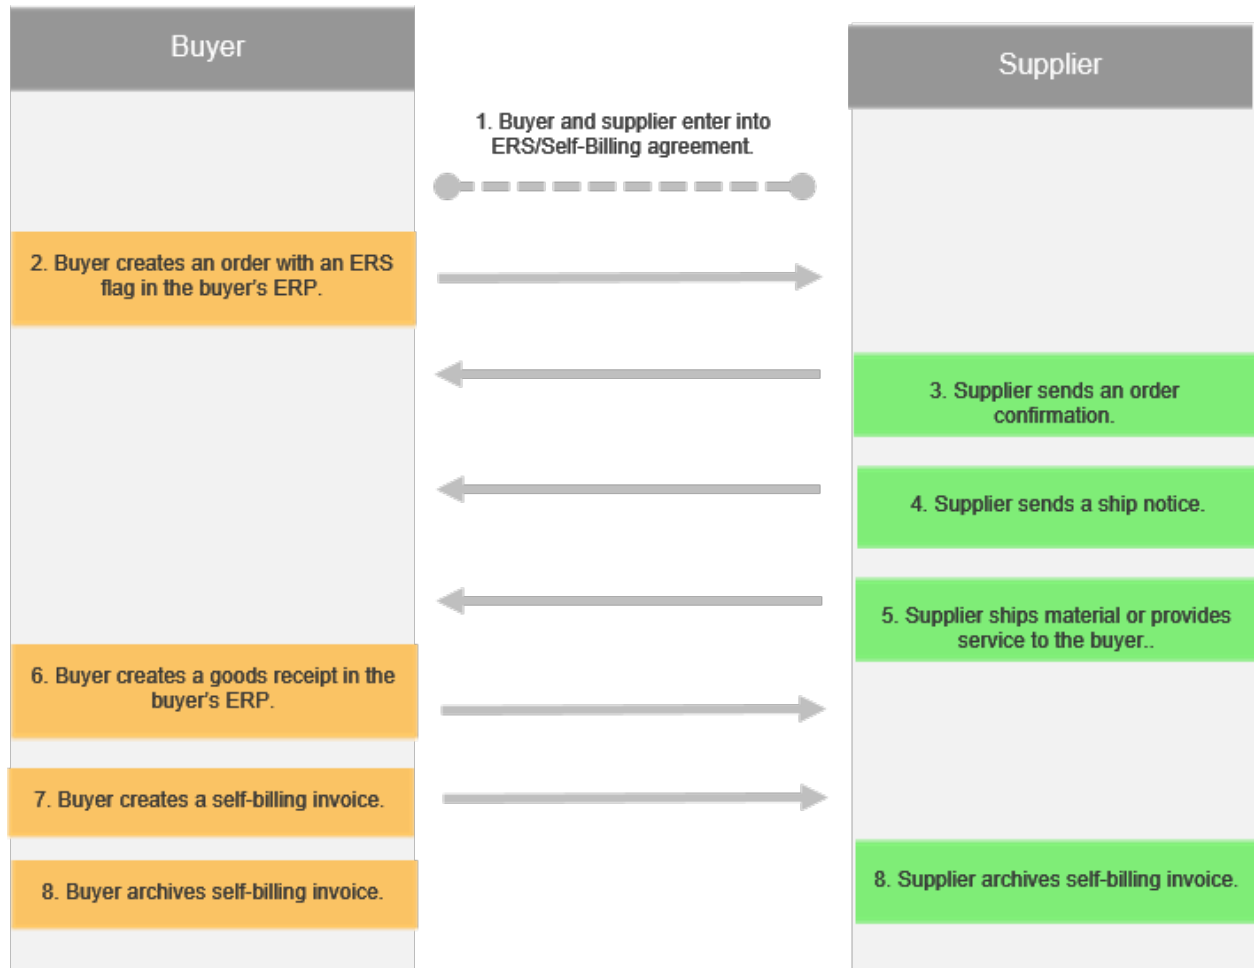 Buyer
Supplier
1. Buyer and supplier enter into
ERS/Self-Billing agreement.
2. Buyer creates an order with an ERS
flag in the buyer's ERP.
3. Supplier sends an order
confirmation.
4. Supplier sends a ship notice.
5. Supplier ships material or provides
service to the buyer..
6. Buyer creates a goods receipt in the
buyer's ERP.
7. Buyer creates a self-billing invoice.
8. Buyer archives self-billing invoice.
8. Supplier archives self-billing invoice.